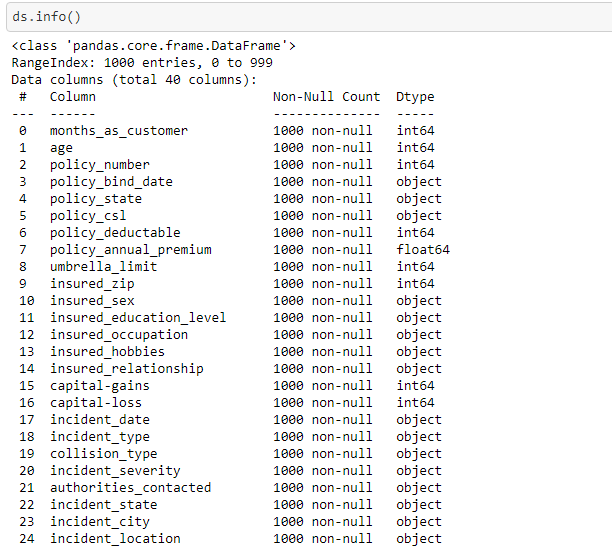 ds.info()
<class 'pandas.core.frame.DataFrame'>
RangeIndex: 1000 entries, 0 to 999
Data columns (total 40 columns):
 #   Column                       Non-Null Count  Dtype
---  ------                       --------------  -----
 0   months_as_customer           1000 non-null   int64
 1   age                          1000 non-null   int64
 2   policy_number                1000 non-null   int64
 3   policy_bind_date             1000 non-null   object
 4   policy_state                 1000 non-null   object
 5   policy_csl                   1000 non-null   object
 6   policy_deductable            1000 non-null   int64
 7   policy_annual_premium        1000 non-null   float64
 8   umbrella_limit               1000 non-null   int64
 9   insured_zip                  1000 non-null   int64
 10  insured_sex                  1000 non-null   object
 11  insured_education_level      1000 non-null   object
 12  insured_occupation           1000 non-null   object
 13  insured_hobbies              1000 non-null   object
 14  insured_relationship         1000 non-null   object
 15  capital-gains                1000 non-null   int64
 16  capital-loss                 1000 non-null   int64
 17  incident_date                1000 non-null   object
 18  incident_type                1000 non-null   object
 19  collision_type               1000 non-null   object
 20  incident_severity            1000 non-null   object
 21  authorities_contacted        1000 non-null   object
 22  incident_state               1000 non-null   object
 23  incident_city                1000 non-null   object
 24  incident_location            1000 non-null   object